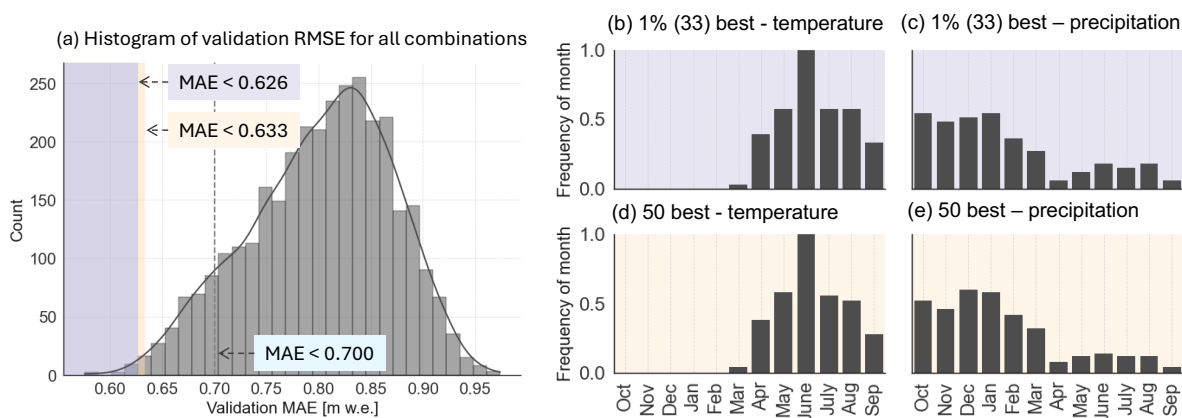 (a) Histogram of validation RMSE for all combinations
250
200
150
100
50
0
Count
MAE < 0.626
MAE < 0.633
MAE < 0.700
0.60 0.65 0.70 0.75 0.80 0.85 0.90 0.95
Validation MAE [m w.e.]
(b) 1% (33) best - temperature
1.0
0.5
0.0
Frequency of month
(c) 1% (33) best – precipitation
(d) 50 best - temperature
1.0
0.5
0.0
Frequency of month
Oct Nov Dec Jan Feb Mar Apr May June July Aug Sep
(e) 50 best – precipitation
Oct Nov Dec Jan Feb Mar Apr May June July Aug Sep